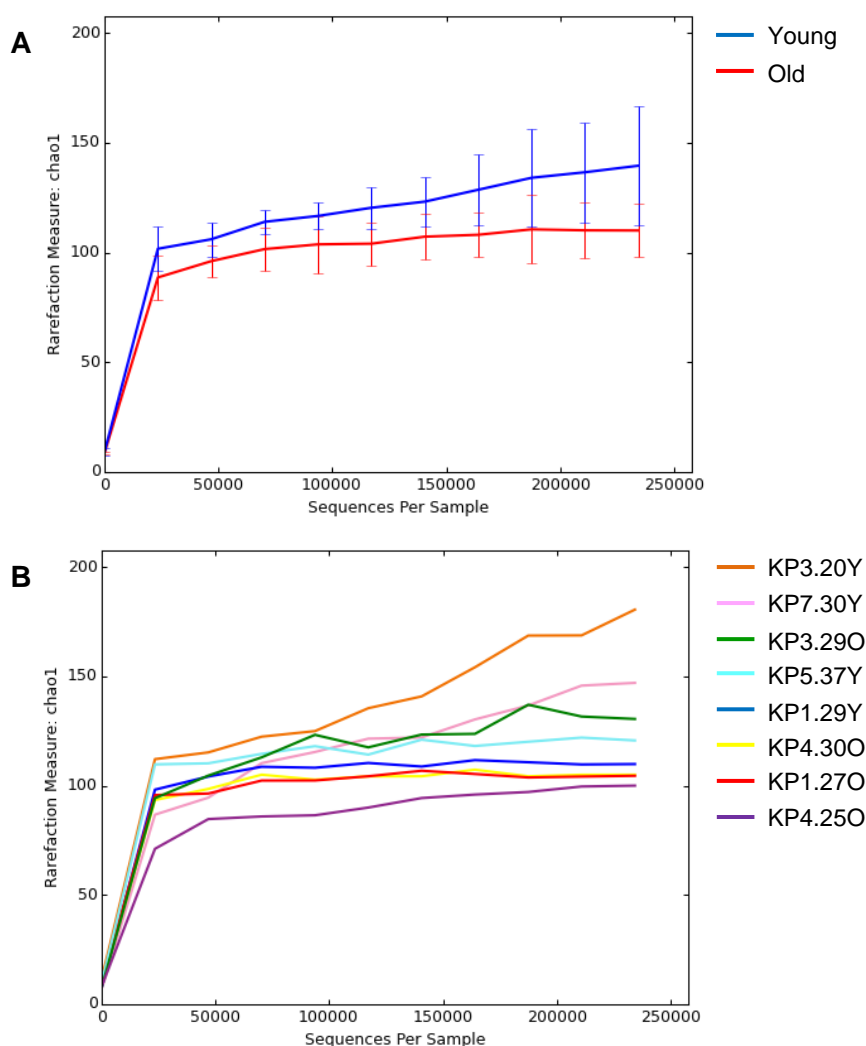 A
Rarefaction Measure: chao1
200
150
100
50
0
0 50000 100000 150000 200000 250000
Sequences Per Sample
Young
Old
B
Rarefaction Measure: chao1
200
150
100
50
0
0 50000 100000 150000 200000 250000
Sequences Per Sample
KP3.20Y
KP7.30Y
KP3.29O
KP5.37Y
KP1.29Y
KP4.30O
KP1.27O
KP4.25O